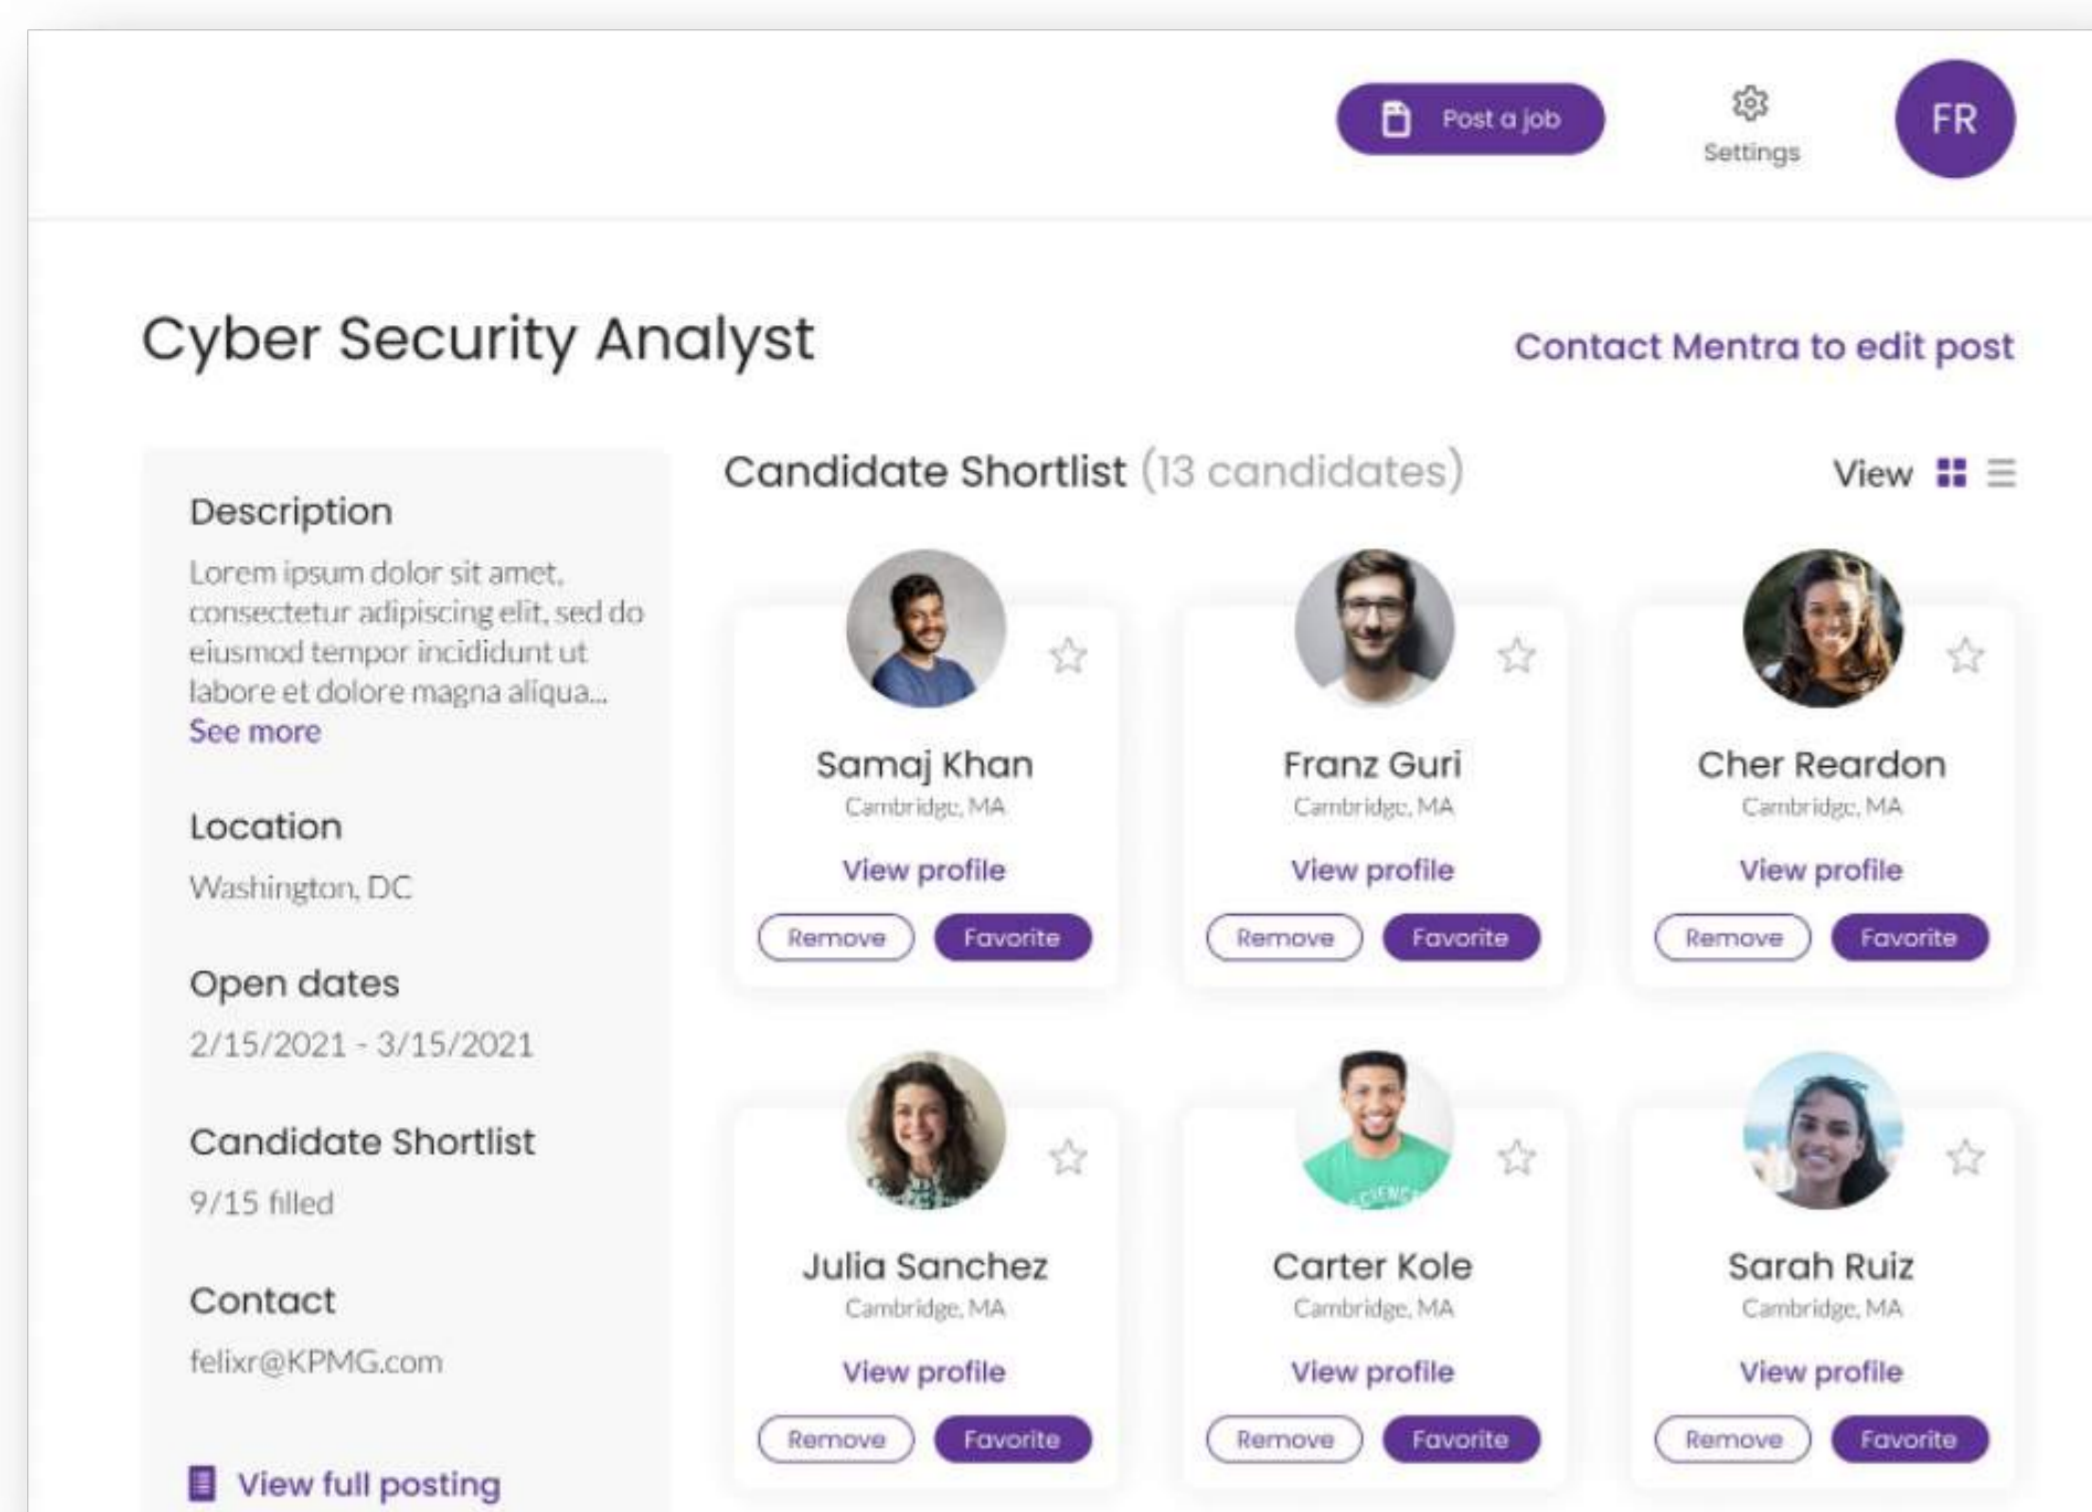 Post a job
Settings
FR
Cyber Security Analyst
Contact Mentra to edit post
Description
Lorem ipsum dolor sit amet,
consectetur adipiscing elit, sed do
eiusmod tempor incididunt ut
labore et dolore magna aliqua...
See more
Location
Washington, DC
Open dates
2/15/2021 - 3/15/2021
Candidate Shortlist
9/15 filled
Contact
felixr@KPMG.com
View full posting
Candidate Shortlist (13 candidates)
View
Samaj Khan
Cambridge, MA
View profile
Remove Favorite
Franz Guri
Cambridge, MA
View profile
Remove Favorite
Cher Reardon
Cambridge, MA
View profile
Remove Favorite
Julia Sanchez
Cambridge, MA
View profile
Remove Favorite
Carter Kole
Cambridge, MA
View profile
Remove Favorite
Sarah Ruiz
Cambridge, MA
View profile
Remove Favorite